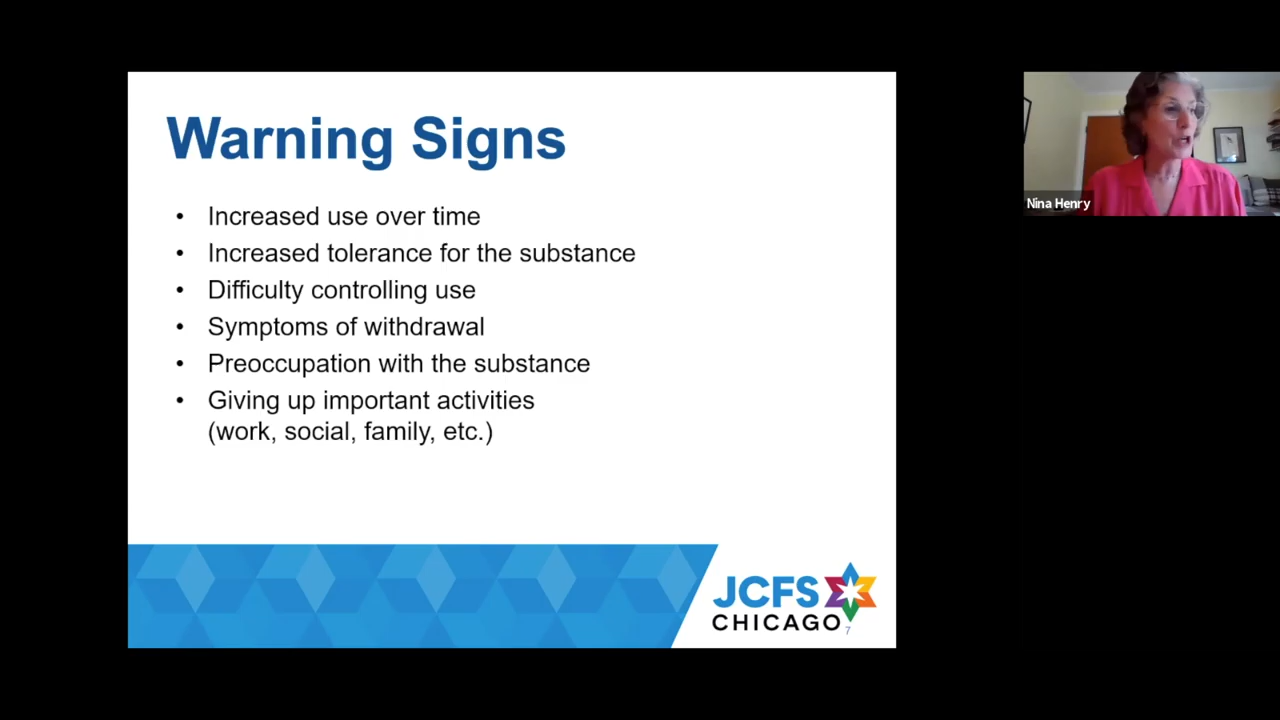 Warning Signs
• Increased use over time
• Increased tolerance for the substance
• Difficulty controlling use
• Symptoms of withdrawal
• Preoccupation with the substance
• Giving up important activities
(work, social, family, etc.)
JCFS
CHICAGO
7
Nina Henry